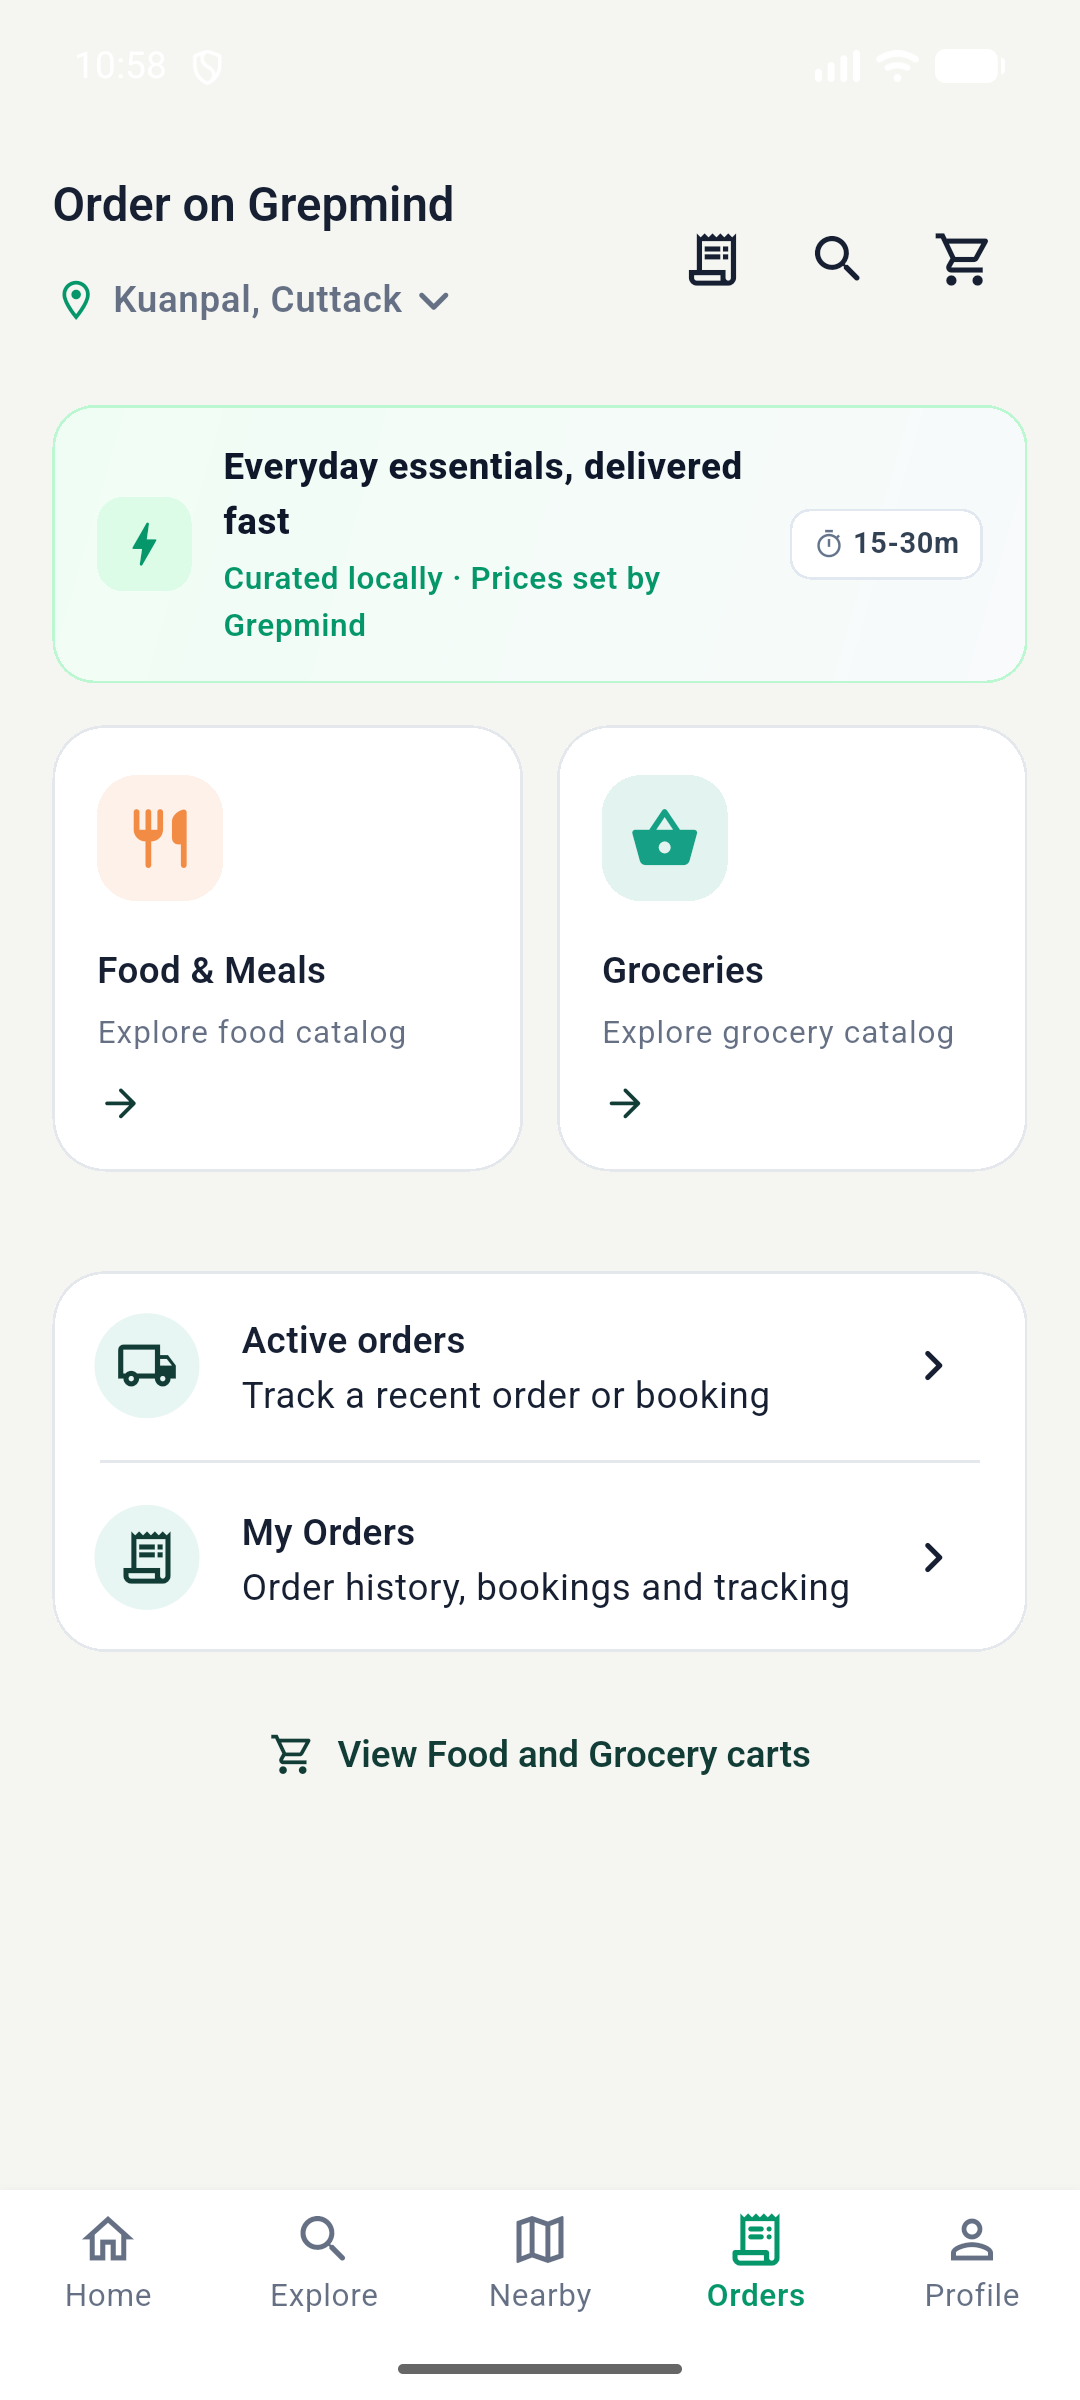 10:58
Order on Grepmind
Kuanpal, Cuttack
Everyday essentials, delivered
fast
Curated locally · Prices set by
Grepmind
15-30m
Food & Meals
Explore food catalog
Groceries
Explore grocery catalog
Active orders
Track a recent order or booking
My Orders
Order history, bookings and tracking
View Food and Grocery carts
Home
Explore
Nearby
Orders
Profile